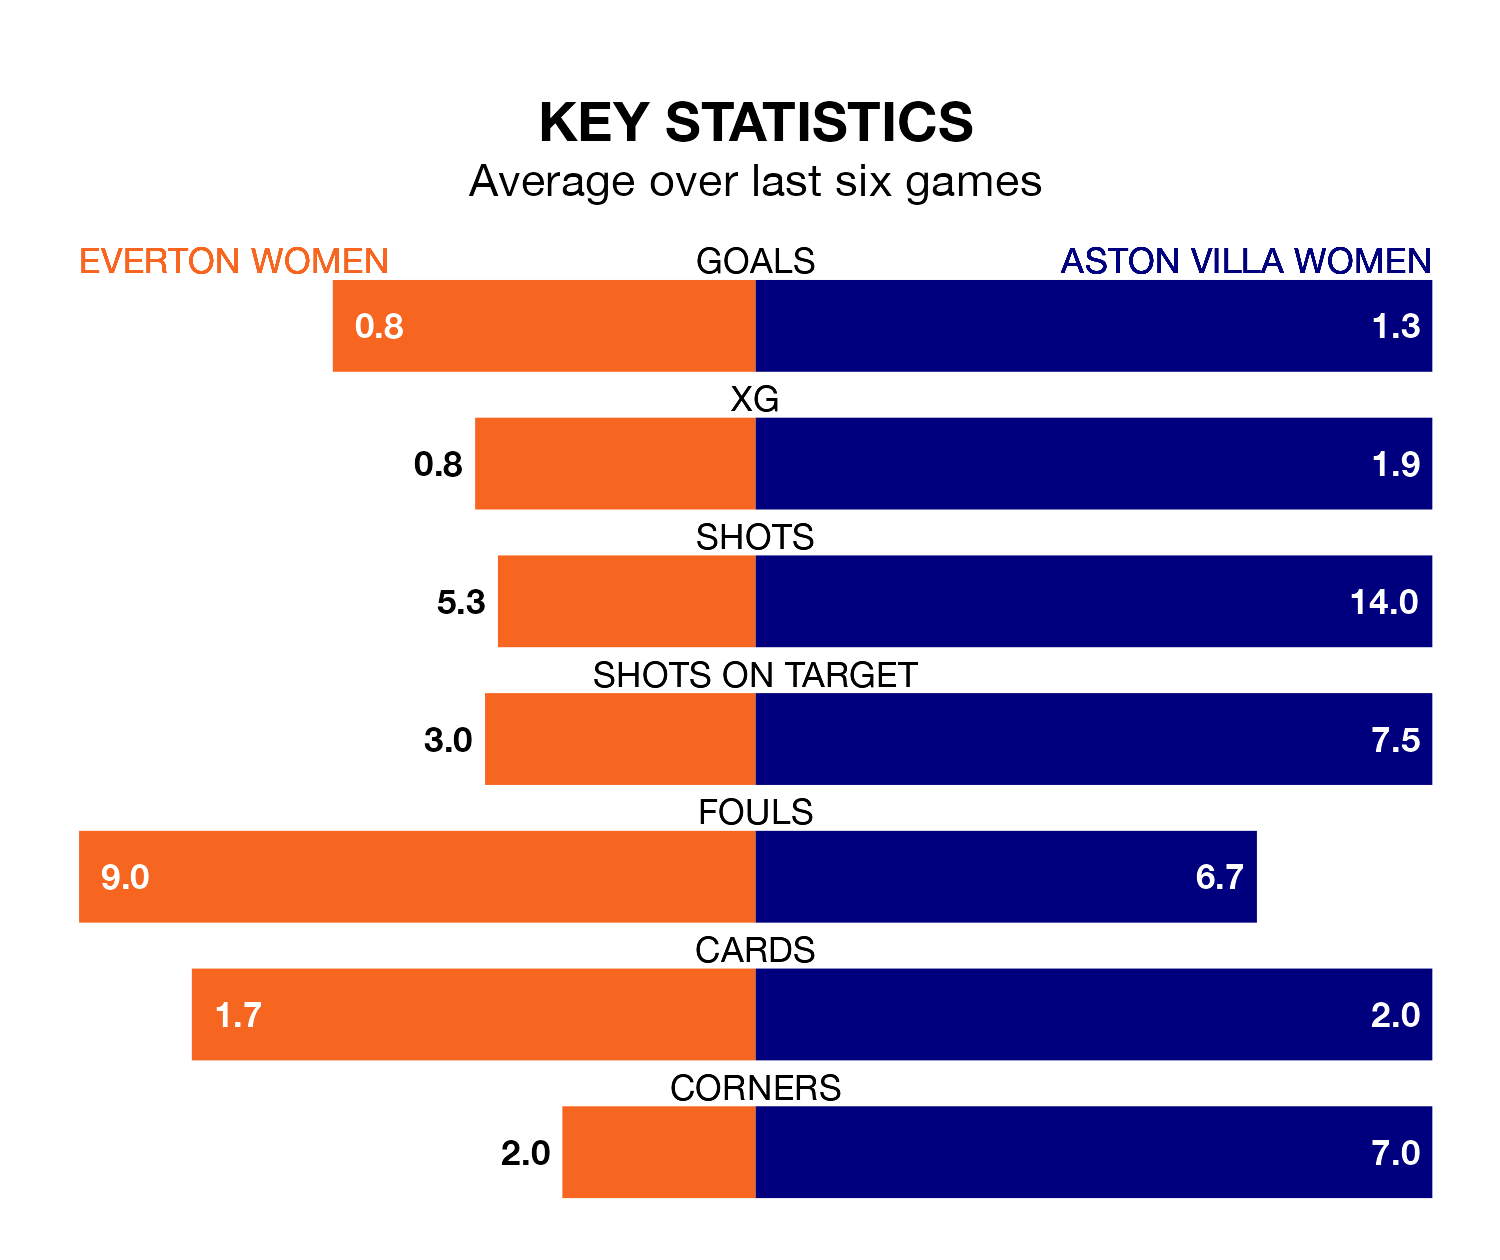 KEY STATISTICS
Average over last six games
EVERTON WOMEN GOALS ASTON VILLA WOMEN
0.8 1.3
XG
0.8 1.9
SHOTS
5.3 14.0
SHOTS ON TARGET
3.0 7.5
FOULS
9.0 6.7
CARDS
1.7 2.0
CORNERS
2.0 7.0